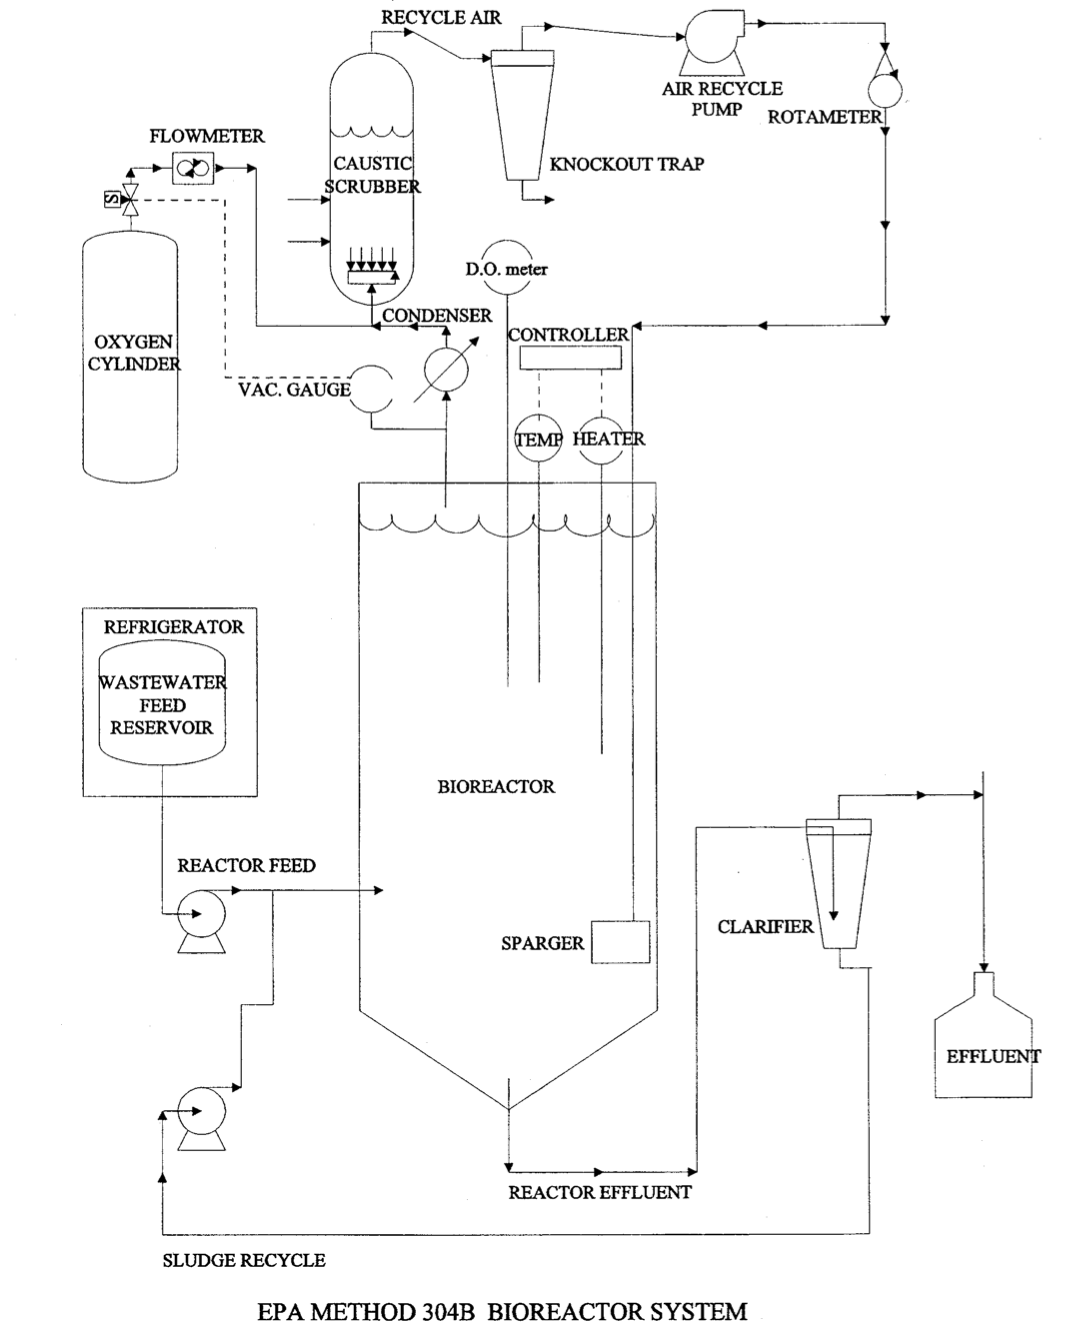 RECYCLE AIR
AIR RECYCLE
PUMP
ROTAMETER
FLOWMETER
CAUSTIC
SCRUBBER
KNOCKOUT TRAP
S
D.O. meter
CONDENSER
CONTROLLER
OXYGEN
CYLINDER
VAC. GAUGE
TEMP
HEATER
REFRIGERATOR
WASTEWATER
FEED
RESERVOIR
BIOREACTOR
REACTOR FEED
SPARGER
CLARIFIER
EFFLUENT
REACTOR EFFLUENT
SLUDGE RECYCLE
EPA METHOD 304B BIOREACTOR SYSTEM